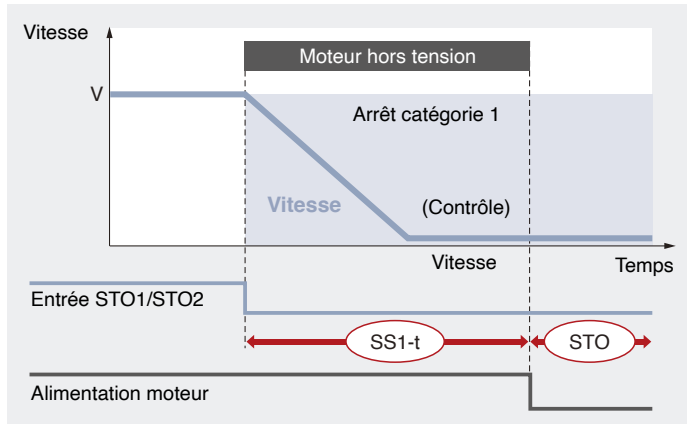 Vitesse
Moteur hors tension
V
Arrêt catégorie 1
Vitesse
(Contrôle)
Vitesse
Temps
Entrée STO1/STO2
SS1-t
STO
Alimentation moteur